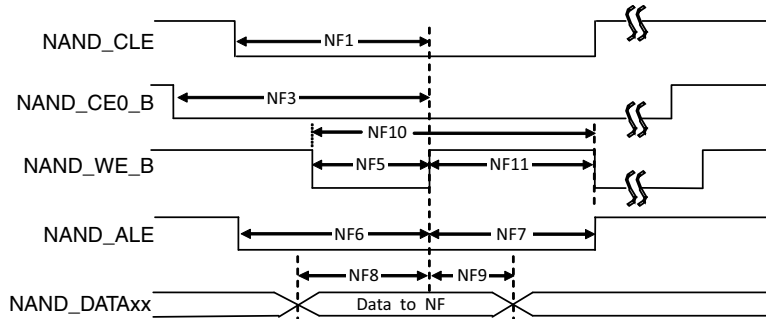 NAND_CLE
NF1
NAND_CE0_B
NF3
NF10
NAND_WE_B
NF5
NF11
NAND_ALE
NF6
NF7
NF8
NF9
NAND_DATAxx
Data to NF